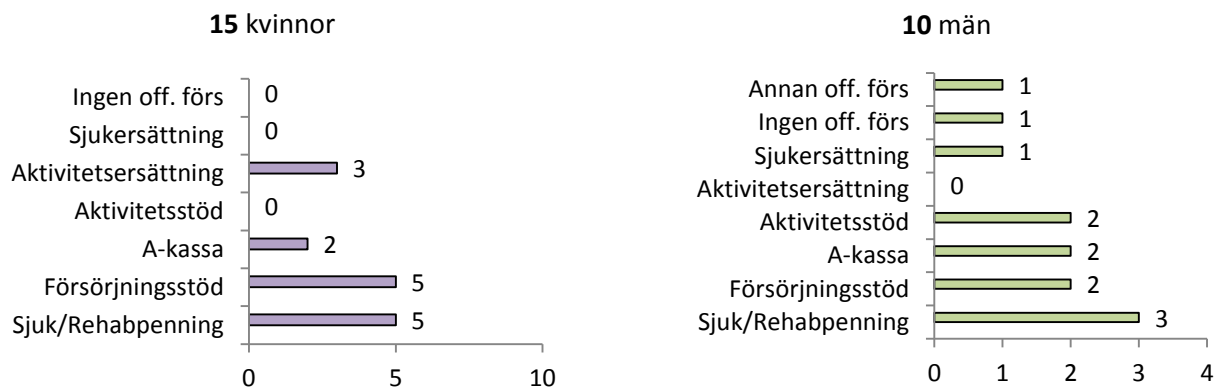 15 kvinnor
Ingen off. förs 0
Sjukersättning 0
Aktivitetsersättning 3
Aktivitetsstöd 0
A-kassa 2
Försörjningsstöd 5
Sjuk/Rehabpenning 5
0 5 10
10 män
Annan off. förs 1
Ingen off. förs 1
Sjukersättning 1
Aktivitetsersättning 0
Aktivitetsstöd 2
A-kassa 2
Försörjningsstöd 2
Sjuk/Rehabpenning 3
0 1 2 3 4